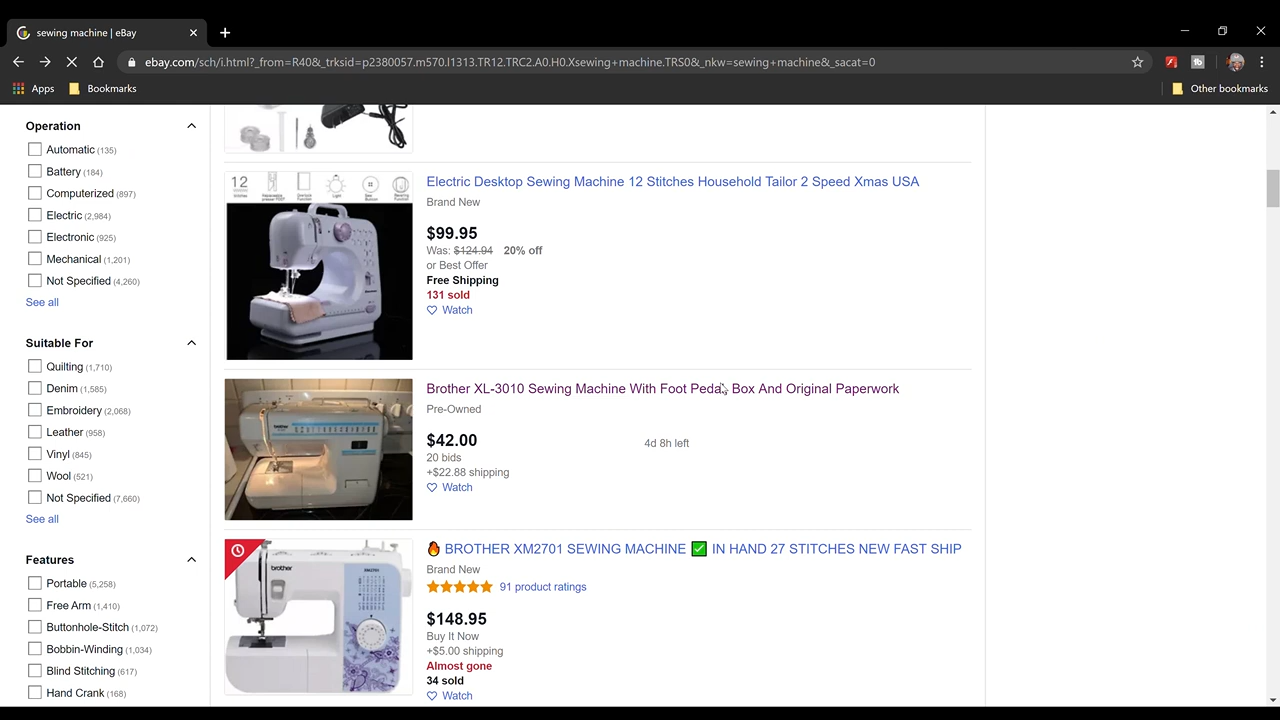 sewing machine | eBay
ebay.com/sch/i.html?_from=R40&_trksid=p2380057.m570.l1313.TR12.TRC2.A0.H0.Xsewing+machine.TRS0&_nkw=sewing+machine&_sacat=0
Apps
Bookmarks
Other bookmarks
Operation
Automatic (135)
Battery (184)
Computerized (897)
Electric (2,984)
Electronic (925)
Mechanical (1,201)
Not Specified (4,260)
See all
Suitable For
Quilting (1,710)
Denim (1,585)
Embroidery (2,068)
Leather (958)
Vinyl (845)
Wool (521)
Not Specified (7,660)
See all
Features
Portable (5,258)
Free Arm (1,410)
Buttonhole-Stitch (1,072)
Bobbin-Winding (1,034)
Blind Stitching (617)
Hand Crank (168)
12
Light
Electric Desktop Sewing Machine 12 Stitches Household Tailor 2 Speed Xmas USA
Brand New
$99.95
Was: $124.94 20% off
or Best Offer
Free Shipping
131 sold
Watch
Brother XL-3010 Sewing Machine With Foot Pedal Box And Original Paperwork
Pre-Owned
$42.00
4d 8h left
20 bids
+$22.88 shipping
Watch
brother
🔥 BROTHER XM2701 SEWING MACHINE ✅ IN HAND 27 STITCHES NEW FAST SHIP
Brand New
91 product ratings
$148.95
Buy It Now
+$5.00 shipping
Almost gone
34 sold
Watch